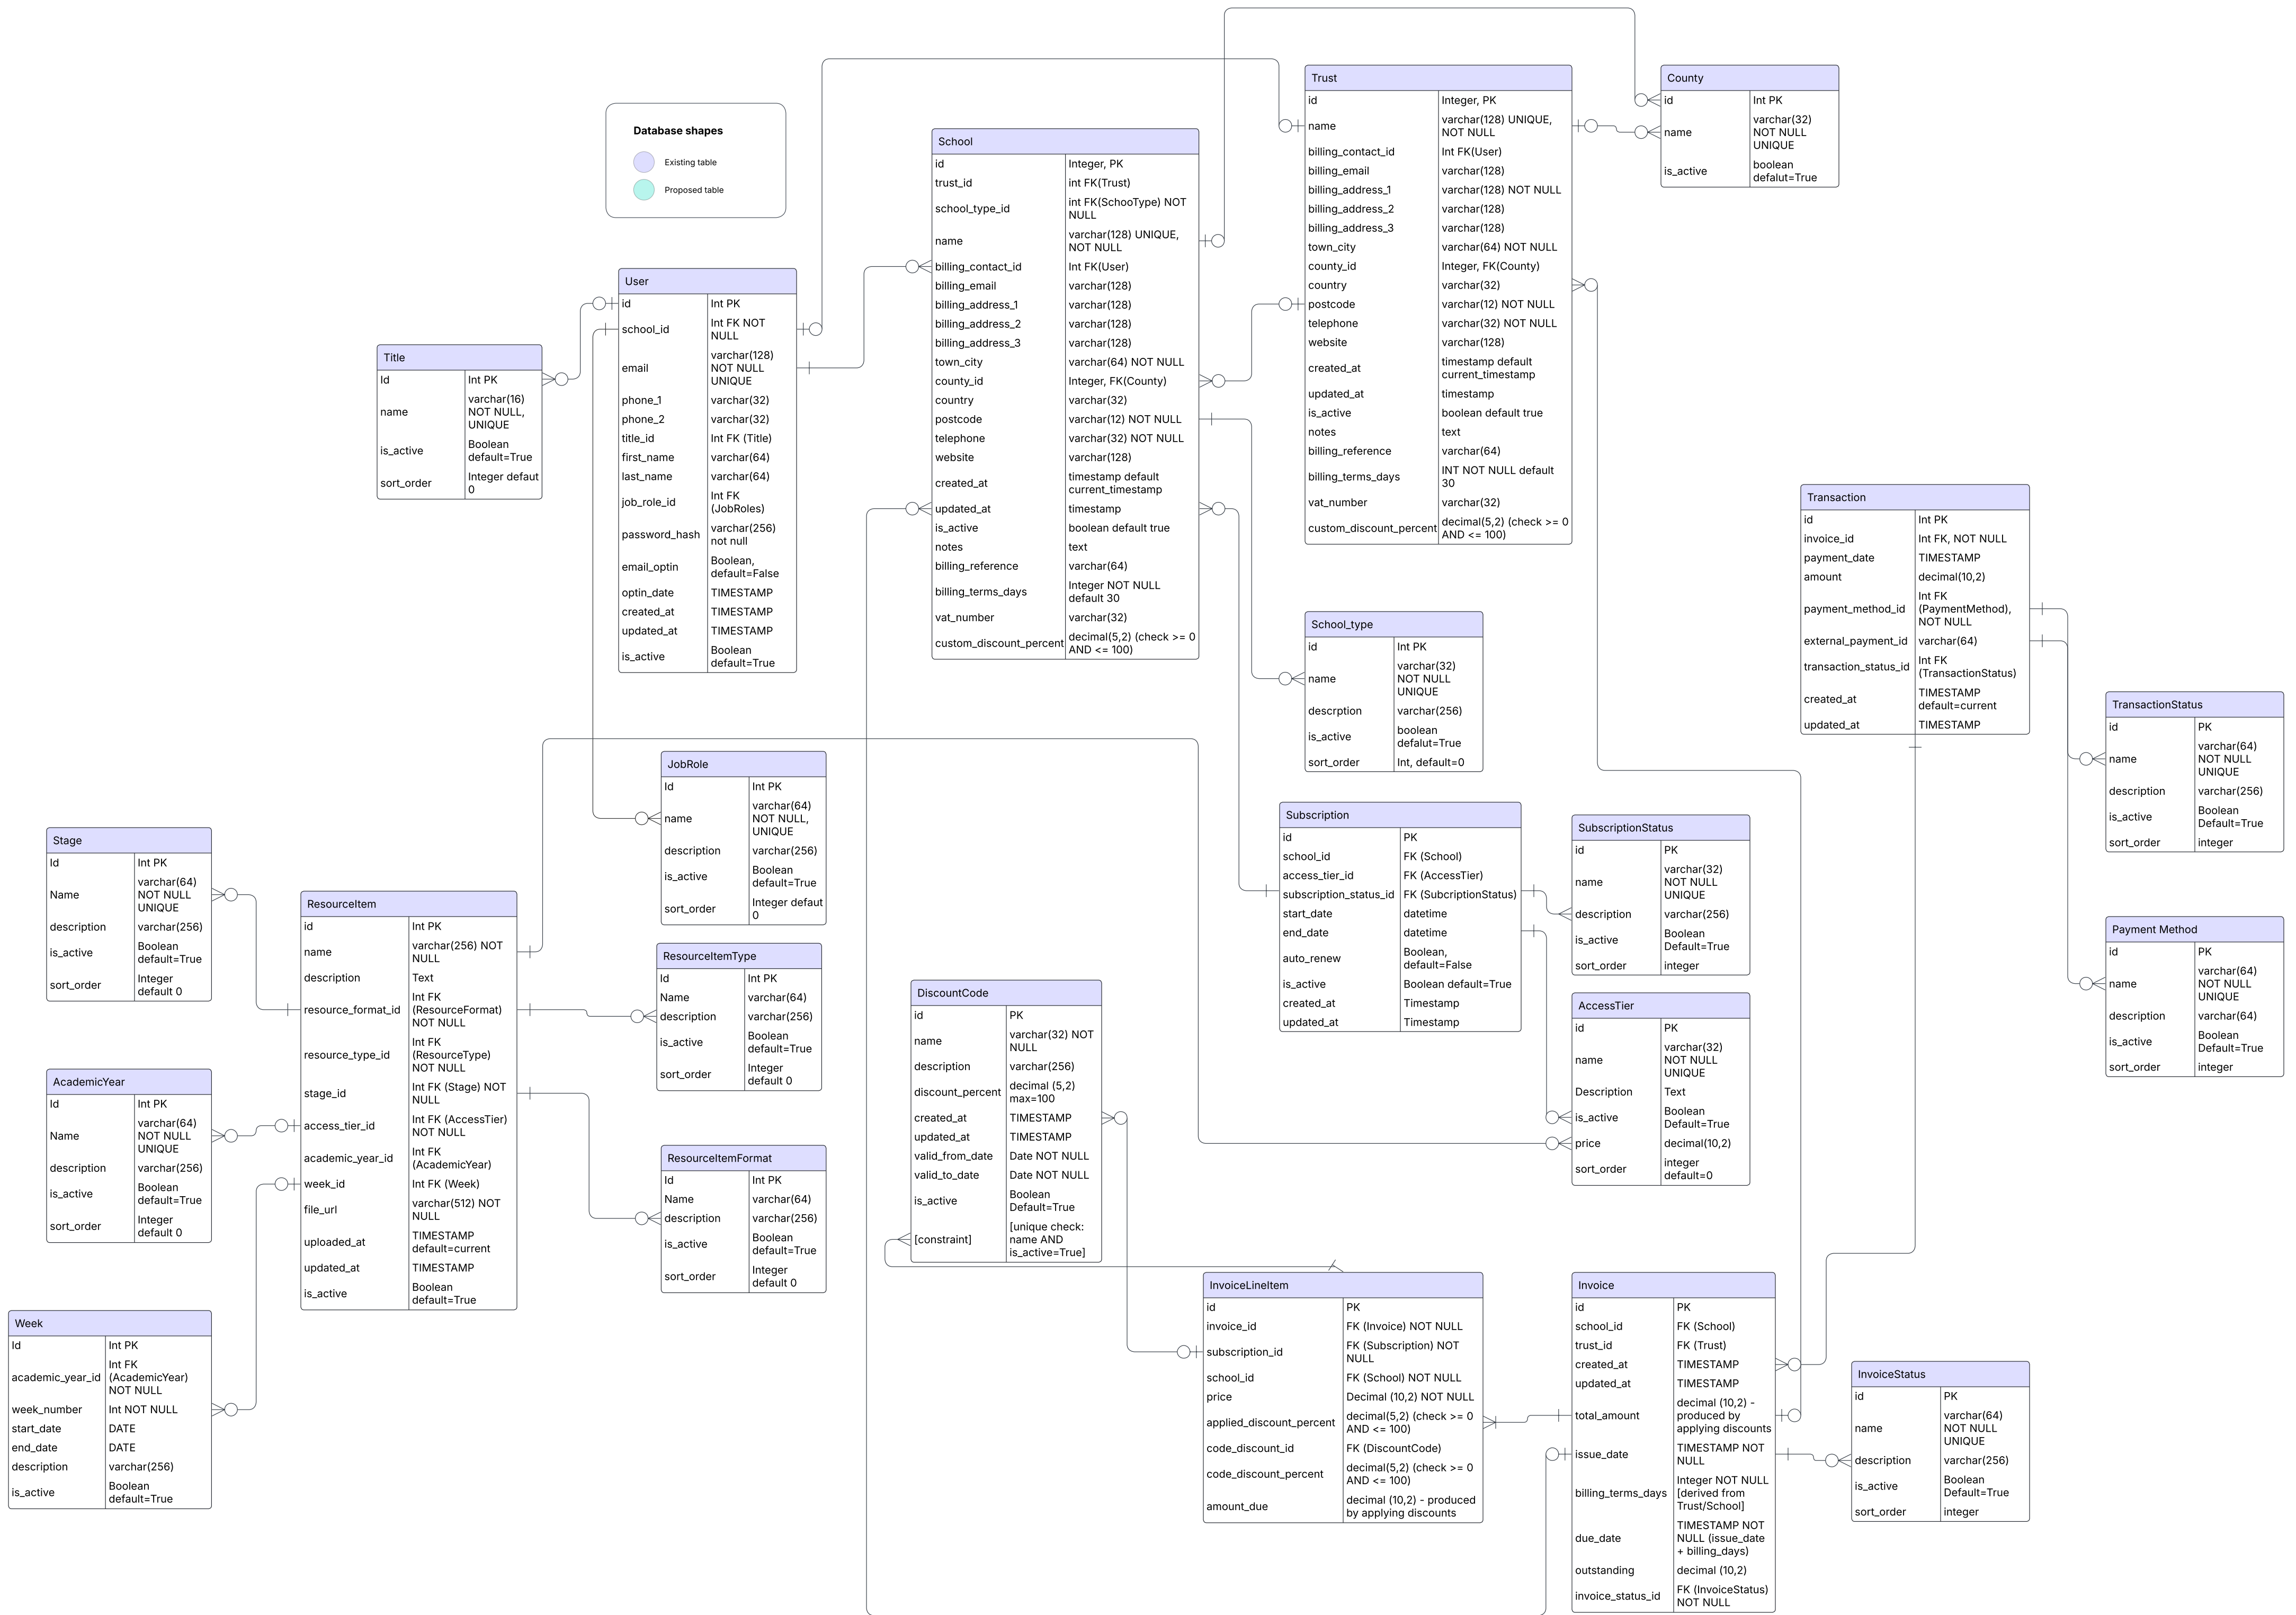 Database shapes
Existing table
Proposed table
Trust
id Integer, PK
name varchar(128) UNIQUE,
NOT NULL
billing_contact_id Int FK(User)
billing_email varchar(128)
billing_address_1 varchar(128) NOT NULL
billing_address_2 varchar(128)
billing_address_3 varchar(128)
town_city varchar(64) NOT NULL
county_id Integer, FK(County)
country varchar(32)
postcode varchar(12) NOT NULL
telephone varchar(32) NOT NULL
website varchar(128)
created_at timestamp default
current_timestamp
updated_at timestamp
is_active boolean default true
notes text
billing_reference varchar(64)
billing_terms_days INT NOT NULL default
30
vat_number varchar(32)
custom_discount_percent decimal(5,2) (check >= 0
AND <= 100)
County
id Int PK
name varchar(32)
NOT NULL
UNIQUE
is_active boolean
defalut=True
School
id Integer, PK
trust_id int FK(Trust)
school_type_id int FK(SchooType) NOT
NULL
name varchar(128) UNIQUE,
NOT NULL
billing_contact_id Int FK(User)
billing_email varchar(128)
billing_address_1 varchar(128)
billing_address_2 varchar(128)
billing_address_3 varchar(128)
town_city varchar(64) NOT NULL
county_id Integer, FK(County)
country varchar(32)
postcode varchar(12) NOT NULL
telephone varchar(32) NOT NULL
website varchar(128)
created_at timestamp default
current_timestamp
updated_at timestamp
is_active boolean default true
notes text
billing_reference varchar(64)
billing_terms_days Integer NOT NULL
default 30
vat_number varchar(32)
custom_discount_percent decimal(5,2) (check >= 0
AND <= 100)
User
id Int PK
school_id Int FK NOT
NULL
email varchar(128)
NOT NULL
UNIQUE
phone_1 varchar(32)
phone_2 varchar(32)
title_id Int FK (Title)
first_name varchar(64)
last_name varchar(64)
job_role_id Int FK
(JobRoles)
password_hash varchar(256)
not null
email_optin Boolean,
default=False
optin_date TIMESTAMP
created_at TIMESTAMP
updated_at TIMESTAMP
is_active Boolean
default=True
Title
Id Int PK
name varchar(16)
NOT NULL,
UNIQUE
is_active Boolean
default=True
sort_order Integer defaut
0
Transaction
id Int PK
invoice_id Int FK, NOT NULL
payment_date TIMESTAMP
amount decimal(10,2)
payment_method_id Int FK
(PaymentMethod),
NOT NULL
external_payment_id varchar(64)
transaction_status_id Int FK
(TransactionStatus)
created_at TIMESTAMP
default=current
updated_at TIMESTAMP
School_type
id Int PK
name varchar(32)
NOT NULL
UNIQUE
descrption varchar(256)
is_active boolean
defalut=True
sort_order Int, default=0
TransactionStatus
id PK
name varchar(64)
NOT NULL
UNIQUE
description varchar(256)
is_active Boolean
Default=True
sort_order integer
JobRole
Id Int PK
name varchar(64)
NOT NULL,
UNIQUE
description varchar(256)
is_active Boolean
default=True
sort_order Integer defaut
0
Subscription
id PK
school_id FK (School)
access_tier_id FK (AccessTier)
subscription_status_id FK (SubcriptionStatus)
start_date datetime
end_date datetime
auto_renew Boolean,
default=False
is_active Boolean default=True
created_at Timestamp
updated_at Timestamp
SubscriptionStatus
id PK
name varchar(32)
NOT NULL
UNIQUE
description varchar(256)
is_active Boolean
Default=True
sort_order integer
Stage
Id Int PK
Name varchar(64)
NOT NULL
UNIQUE
description varchar(256)
is_active Boolean
default=True
sort_order Integer
default 0
ResourceItem
id Int PK
name varchar(256) NOT
NULL
description Text
resource_format_id Int FK
(ResourceFormat)
NOT NULL
resource_type_id Int FK
(ResourceType)
NOT NULL
stage_id Int FK (Stage) NOT
NULL
access_tier_id Int FK (AccessTier)
NOT NULL
academic_year_id Int FK
(AcademicYear)
week_id Int FK (Week)
file_url varchar(512) NOT
NULL
uploaded_at TIMESTAMP
default=current
updated_at TIMESTAMP
is_active Boolean
default=True
Payment Method
id PK
name varchar(64)
NOT NULL
UNIQUE
description varchar(64)
is_active Boolean
Default=True
sort_order integer
ResourceItemType
Id Int PK
Name varchar(64)
description varchar(256)
is_active Boolean
default=True
sort_order Integer
default 0
DiscountCode
id PK
name varchar(32) NOT
NULL
description varchar(256)
discount_percent decimal (5,2)
max=100
created_at TIMESTAMP
updated_at TIMESTAMP
valid_from_date Date NOT NULL
valid_to_date Date NOT NULL
is_active Boolean
Default=True
[constraint] [unique check:
name AND
is_active=True]
AccessTier
id PK
name varchar(32)
NOT NULL
UNIQUE
Description Text
is_active Boolean
Default=True
price decimal(10,2)
sort_order integer
default=0
AcademicYear
Id Int PK
Name varchar(64)
NOT NULL
UNIQUE
description varchar(256)
is_active Boolean
default=True
sort_order Integer
default 0
ResourceItemFormat
Id Int PK
Name varchar(64)
description varchar(256)
is_active Boolean
default=True
sort_order Integer
default 0
InvoiceLineItem
id PK
invoice_id FK (Invoice) NOT NULL
subscription_id FK (Subscription) NOT
NULL
school_id FK (School) NOT NULL
price Decimal (10,2) NOT NULL
applied_discount_percent decimal(5,2) (check >= 0
AND <= 100)
code_discount_id FK (DiscountCode)
code_discount_percent decimal(5,2) (check >= 0
AND <= 100)
amount_due decimal (10,2) - produced
by applying discounts
Invoice
id PK
school_id FK (School)
trust_id FK (Trust)
created_at TIMESTAMP
updated_at TIMESTAMP
total_amount decimal (10,2) -
produced by
applying discounts
issue_date TIMESTAMP NOT
NULL
billing_terms_days Integer NOT NULL
[derived from
Trust/School]
due_date TIMESTAMP NOT
NULL (issue_date
+ billing_days)
outstanding decimal (10,2)
invoice_status_id FK (InvoiceStatus)
NOT NULL
Week
Id Int PK
academic_year_id Int FK
(AcademicYear)
NOT NULL
week_number Int NOT NULL
start_date DATE
end_date DATE
description varchar(256)
is_active Boolean
default=True
InvoiceStatus
id PK
name varchar(64)
NOT NULL
UNIQUE
description varchar(256)
is_active Boolean
Default=True
sort_order integer